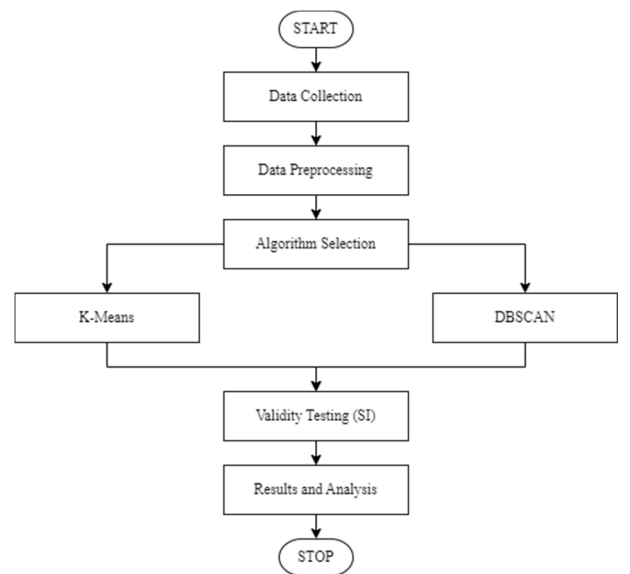 START
Data Collection
Data Preprocessing
Algorithm Selection
K-Means
DBSCAN
Validity Testing (SI)
Results and Analysis
STOP